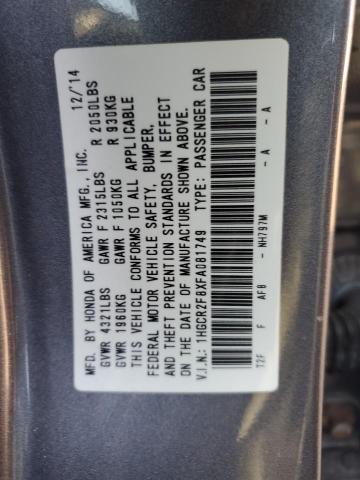 MFD. BY HONDA OF AMERICA MFG., INC. 12/'14
GVWR 4321LBS GAWR F 2315LBS R 2050LBS
GVWR 1960KG GAWR F 1050KG R 930KG
THIS VEHICLE CONFORMS TO ALL APPLICABLE
FEDERAL MOTOR VEHICLE SAFETY, BUMPER,
AND THEFT PREVENTION STANDARDS IN EFFECT
ON THE DATE OF MANUFACTURE SHOWN ABOVE.
V.I.N.: 1HGCR2F8XFA081749 TYPE: PASSENGER CAR
T2F F AF8 - NH797M - A - A